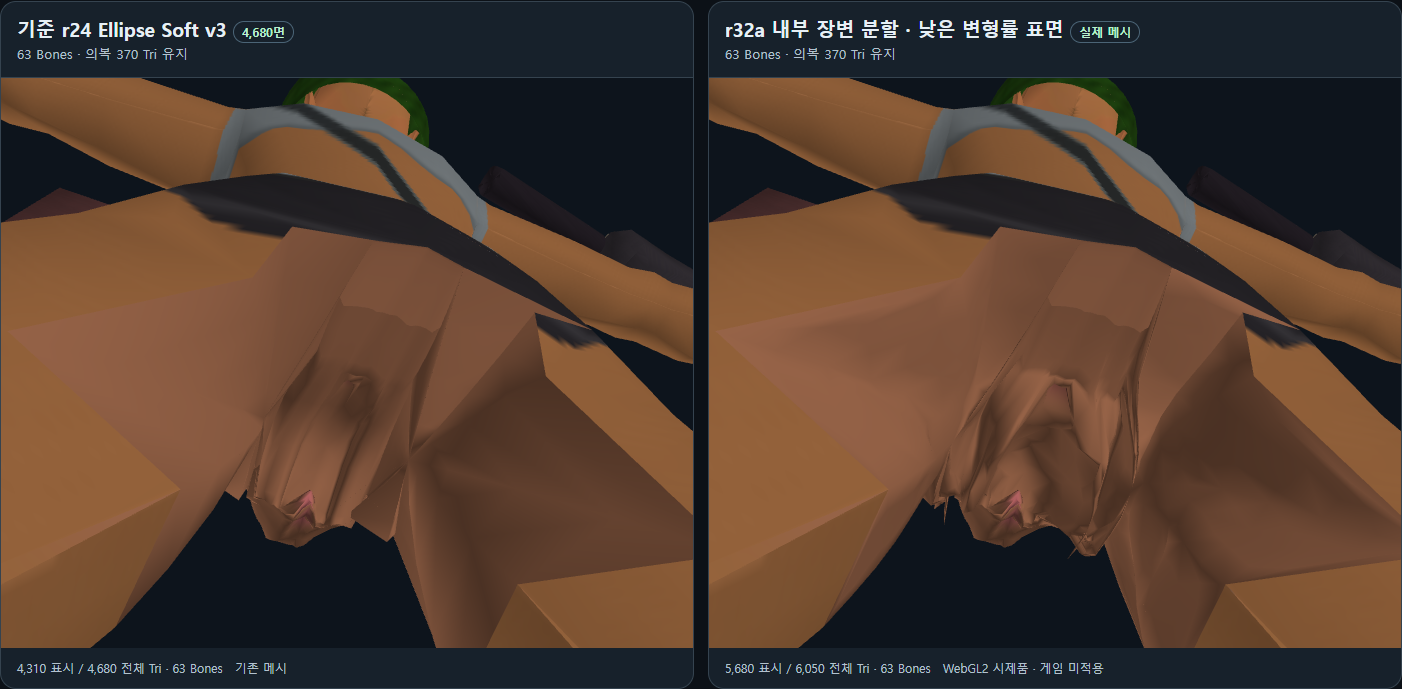 기준 r24 Ellipse Soft v3 4,680면
63 Bones · 의복 370 Tri 유지
r32a 내부 장변 분할 · 낮은 변형률 표면 실제 메시
63 Bones · 의복 370 Tri 유지
4,310 표시 / 4,680 전체 Tri · 63 Bones 기존 메시
5,680 표시 / 6,050 전체 Tri · 63 Bones WebGL2 시제품 · 게임 미적용